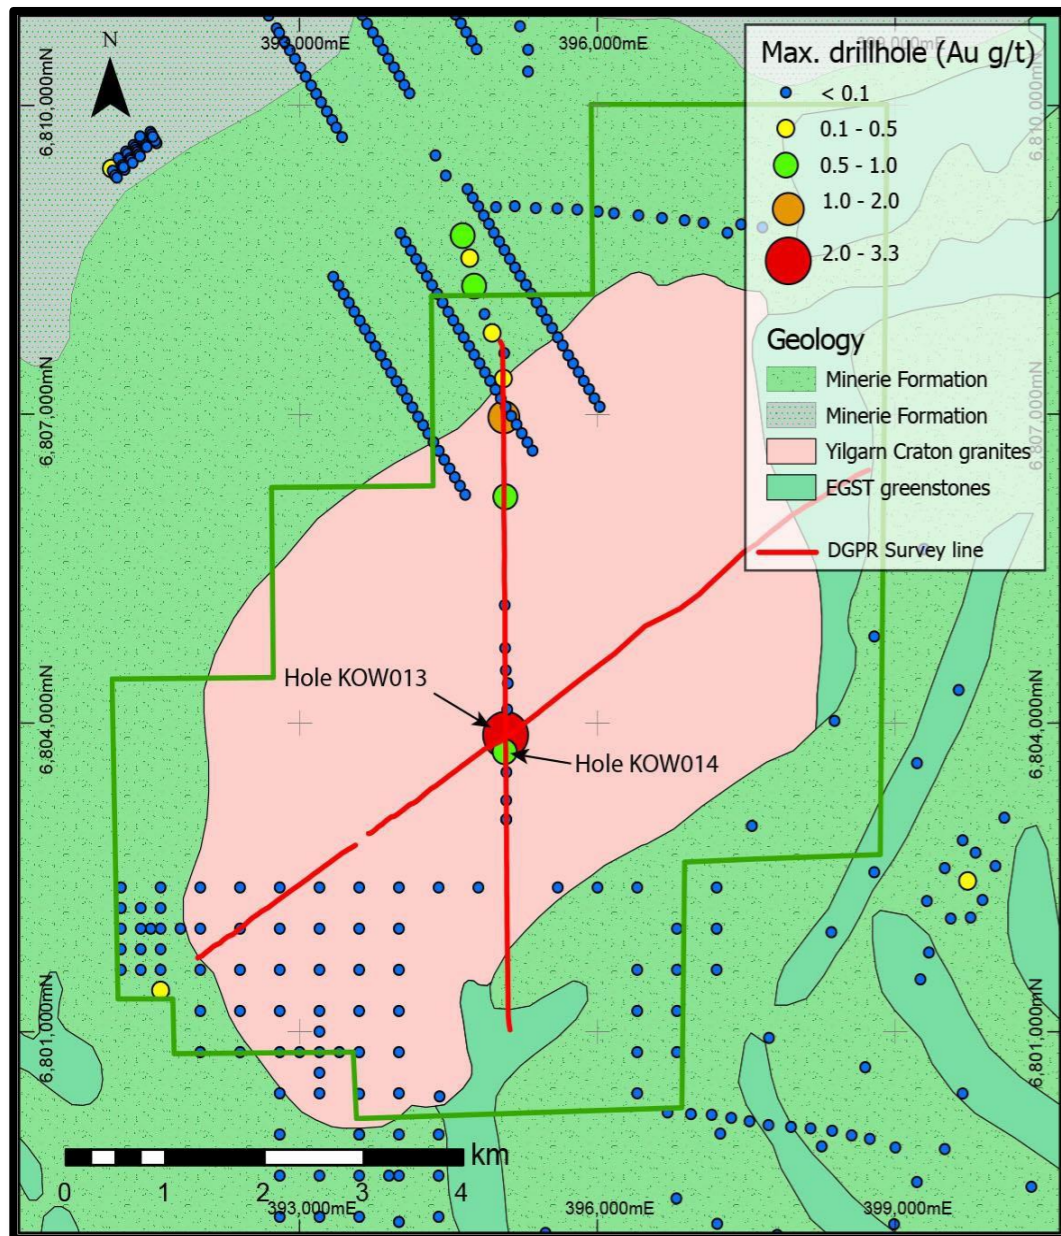 393,000mE
396,000mE
399,000mE
N
Max. drillhole (Au g/t)
< 0.1
0.1 - 0.5
0.5 - 1.0
1.0 - 2.0
2.0 - 3.3
6,810,000mN
6,810,000mN
Geology
Minerie Formation
Minerie Formation
Yilgarn Craton granites
EGST greenstones
DGPR Survey line
6,807,000mN
6,807,000mN
Hole KOW013
Hole KOW014
6,804,000mN
6,804,000mN
6,801,000mN
6,801,000mN
km
0 1 2 3 4
393,000mE
396,000mE
399,000mE